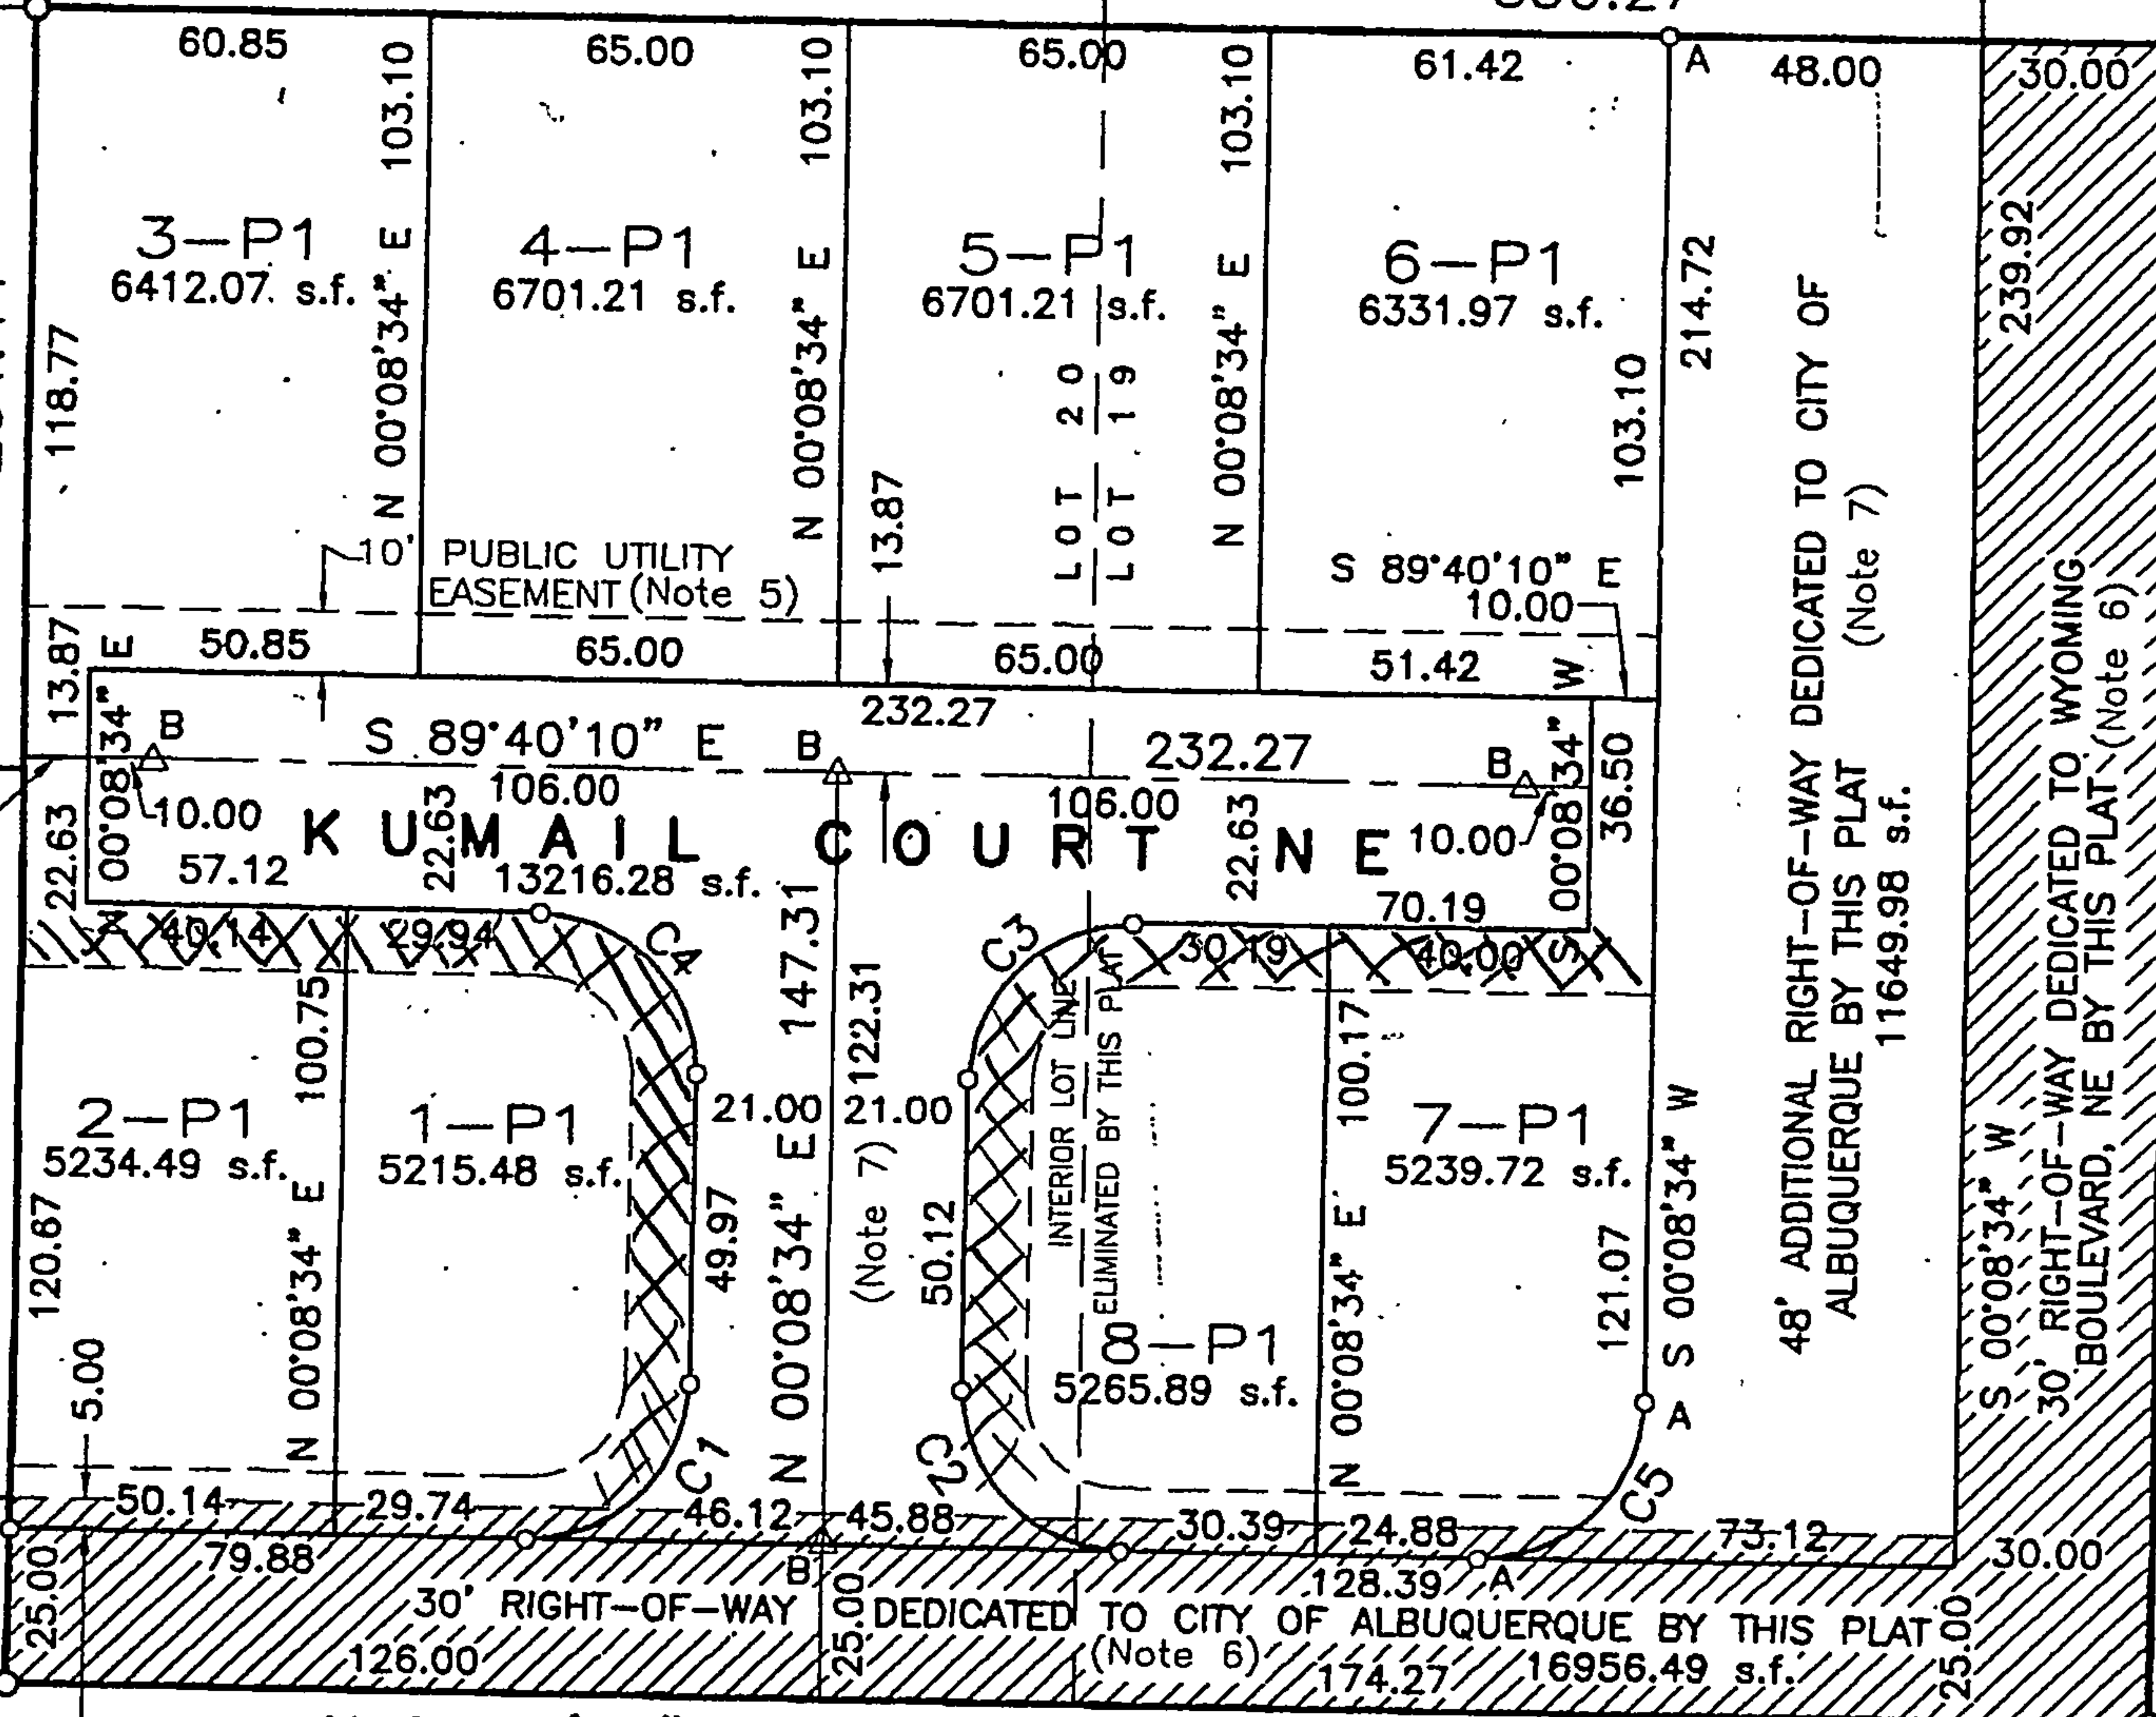 60.85
65.00
65.00
61.42
A
48.00
30.00
103.10
103.10
103.10
3—P1
6412.07 s.f.
4—P1
6701.21 s.f.
5—P1
6701.21 s.f.
6—P1
6331.97 s.f.
N 00°08'34" E
N 00°08'34" E
N 00°08'34" E
118.77
214.72
239.92
103.10
LOT 20
LOT 19
13.87
10'
PUBLIC UTILITY
EASEMENT (Note 5)
S 89°40'10" E
10.00
13.87
50.85
65.00
65.00
51.42
232.27
N 00°08'34" E
B
S 89°40'10" E
B
232.27
B
S 00°08'34" W
36.50
10.00
106.00
106.00
10.00
22.63
22.63
22.63
KUMAIL COURT NE
57.12
13216.28 s.f.
70.19
40.14
29.94
C4
C3
30.19
40.00
147.31
122.31
100.75
100.17
2—P1
5234.49 s.f.
1—P1
5215.48 s.f.
21.00
21.00
(Note 7)
INTERIOR LOT LINE
ELIMINATED BY THIS PLAT
7—P1
5239.72 s.f.
8—P1
5265.89 s.f.
N 00°08'34" E
49.97
N 00°08'34" E
50.12
N 00°08'34" E
120.67
121.07
S 00°08'34" W
A
48' ADDITIONAL RIGHT—OF—WAY DEDICATED TO CITY OF
ALBUQUERQUE BY THIS PLAT (Note 7)
11649.98 s.f.
S 00°08'34" W
30' RIGHT—OF—WAY DEDICATED TO WYOMING
BOULEVARD, NE BY THIS PLAT (Note 6)
5.00
C1
C2
C5
50.14
29.74
46.12
45.88
30.39
24.88
73.12
79.88
B
128.39
A
30.00
25.00
25.00
25.00
30' RIGHT—OF—WAY DEDICATED TO CITY OF ALBUQUERQUE BY THIS PLAT
(Note 6)
126.00
174.27
16956.49 s.f.